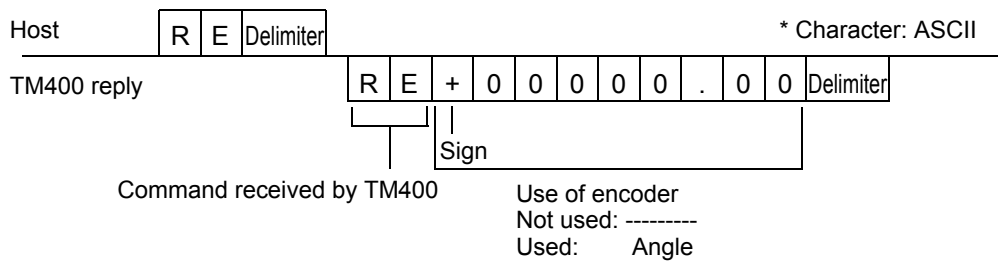 Host R E Delimiter * Character: ASCII
TM400 reply R E + 0 0 0 0 0 . 0 0 Delimiter
Sign
Command received by TM400
Use of encoder
Not used: ---------
Used: Angle